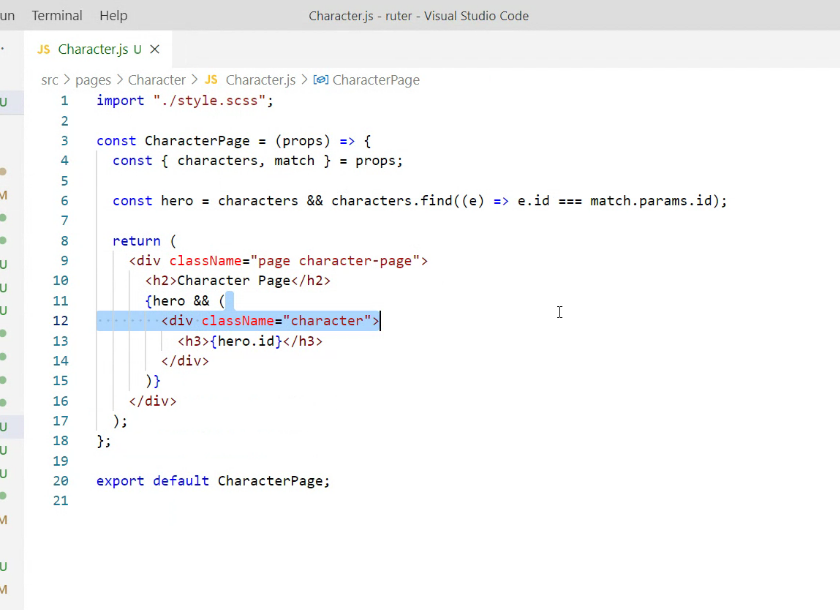 un Terminal Help Character.js - ruter - Visual Studio Code
JS Character.js U
src > pages > Character > JS Character.js > CharacterPage
1 import "./style.scss";
2
3 const CharacterPage = (props) => {
4 const { characters, match } = props;
5
6 const hero = characters && characters.find((e) => e.id === match.params.id);
7
8 return (
9 <div className="page character-page">
10 <h2>Character Page</h2>
11 {hero && (
12 <div className="character">
13 <h3>{hero.id}</h3>
14 </div>
15 )}
16 </div>
17 );
18 };
19
20 export default CharacterPage;
21
U
M
U
U
U
U
U
U
M
U
M